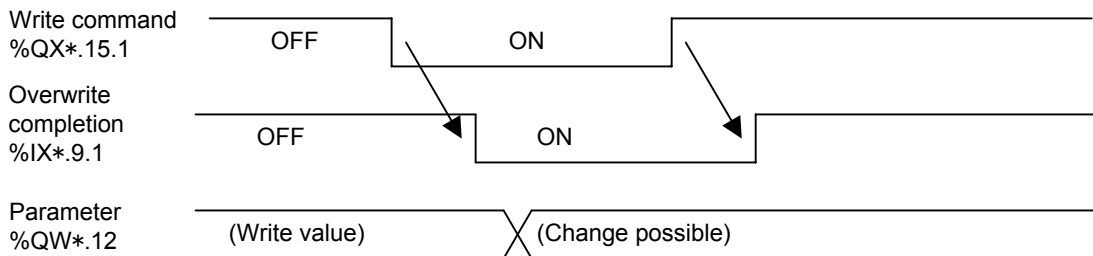 Write command
%QX*.15.1
OFF
ON
Overwrite
completion
%IX*.9.1
OFF
ON
Parameter
%QW*.12
(Write value)
(Change possible)